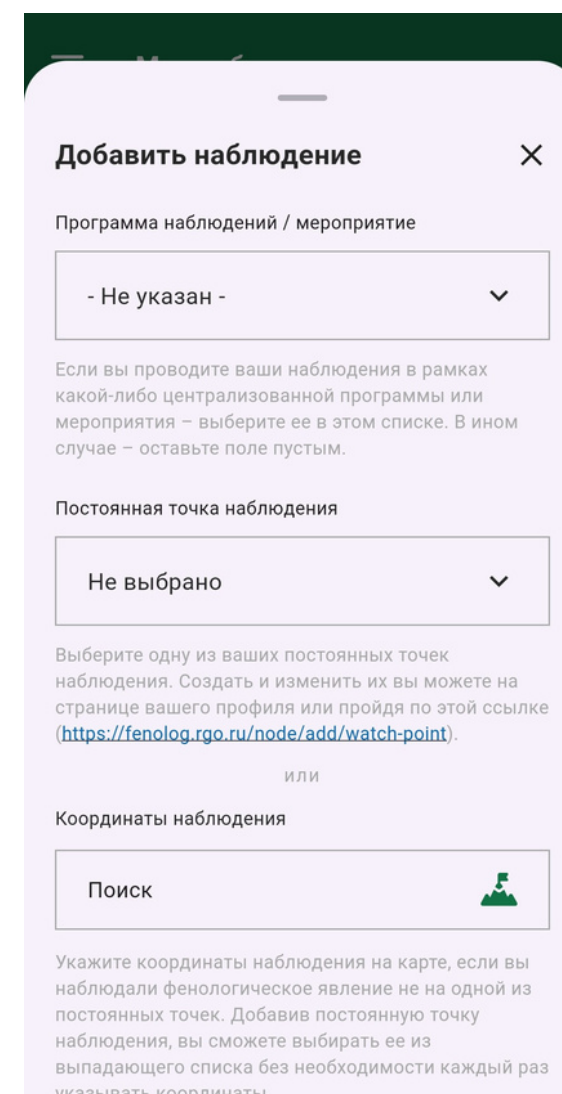 Добавить наблюдение
Программа наблюдений / мероприятие
- Не указан -
Если вы проводите ваши наблюдения в рамках
какой-либо централизованной программы или
мероприятия – выберите ее в этом списке. В ином
случае – оставьте поле пустым.
Постоянная точка наблюдения
Не выбрано
Выберите одну из ваших постоянных точек
наблюдения. Создать и изменить их вы можете на
странице вашего профиля или пройдя по этой ссылке
(https://fenolog.rgo.ru/node/add/watch-point).
или
Координаты наблюдения
Поиск
Укажите координаты наблюдения на карте, если вы
наблюдали фенологическое явление не на одной из
постоянных точек. Добавив постоянную точку
наблюдения, вы сможете выбирать ее из
выпадающего списка без необходимости каждый раз
указывать координаты